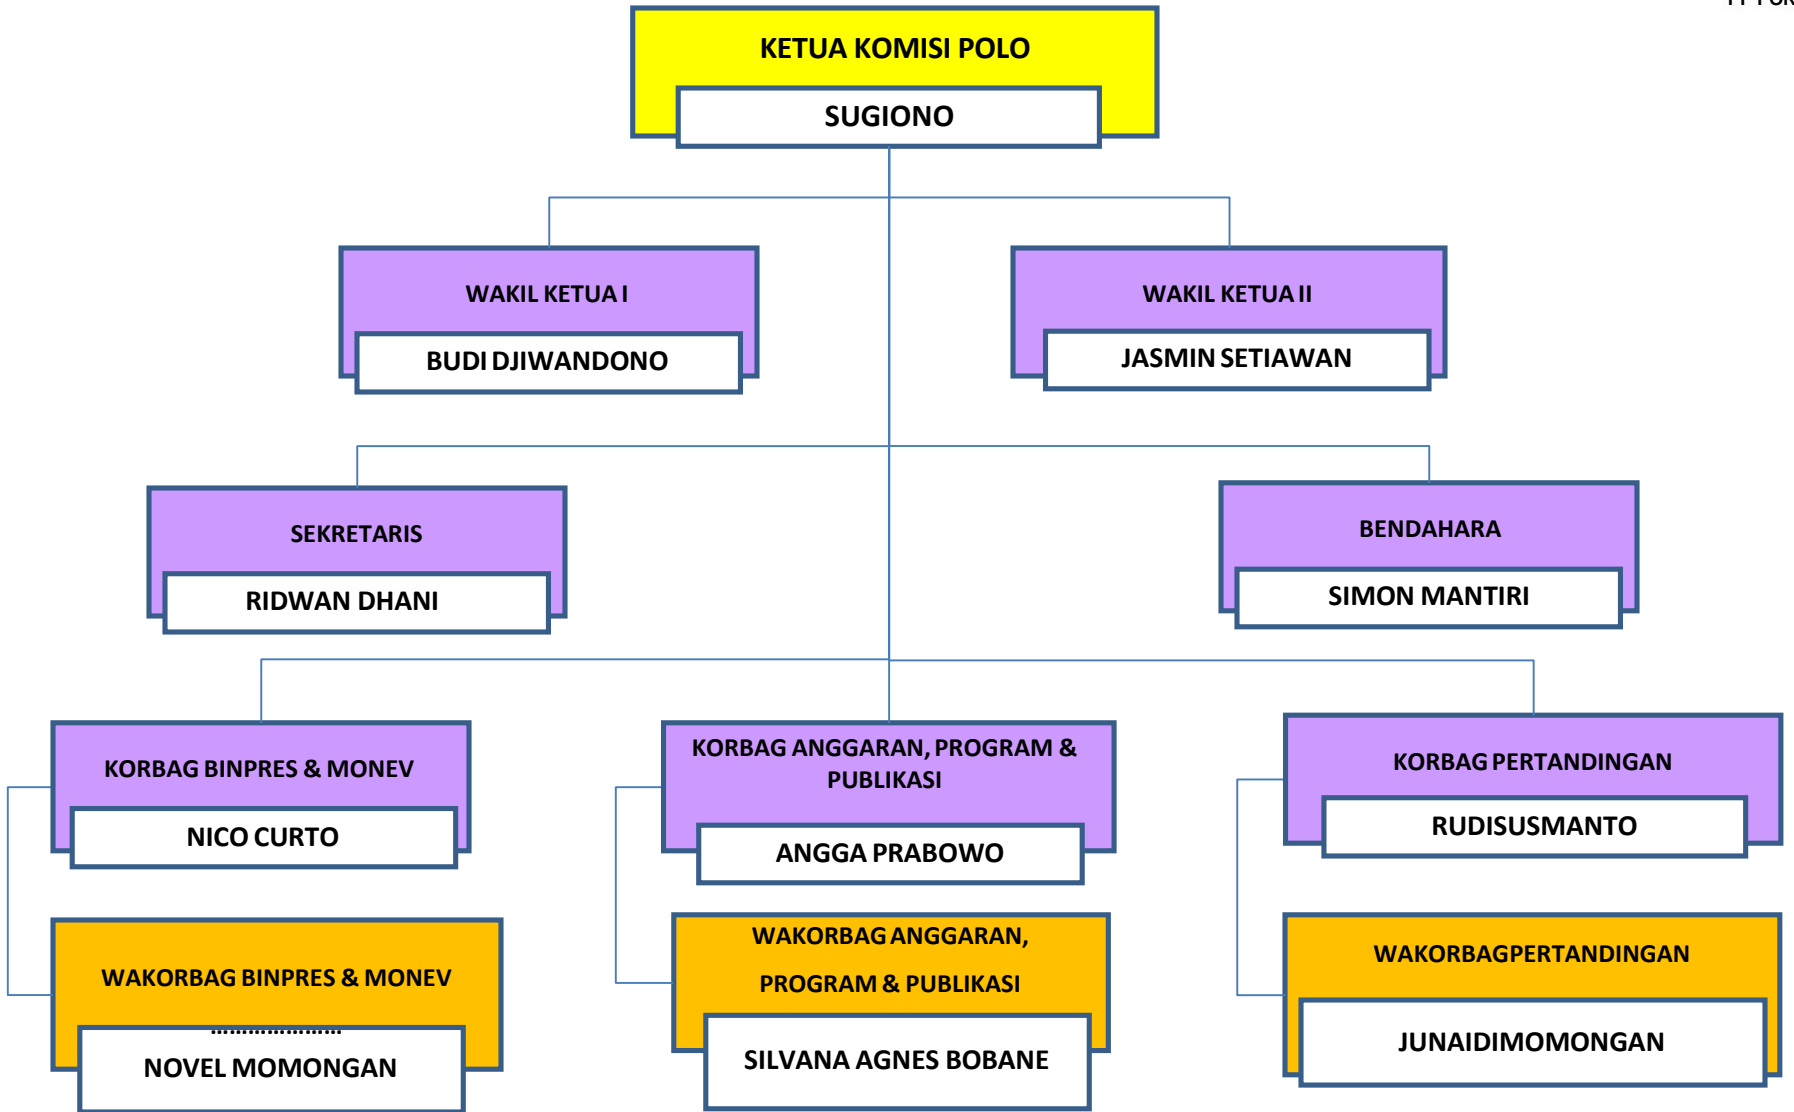 KETUA KOMISI POLO
SUGIONO
WAKIL KETUA I
BUDI DJIWANDONO
WAKIL KETUA II
JASMIN SETIAWAN
SEKRETARIS
RIDWAN DHANI
BENDAHARA
SIMON MANTIRI
KORBAG BINPRES & MONEV
NICO CURTO
KORBAG ANGGARAN, PROGRAM &
PUBLIKASI
ANGGA PRABOWO
KORBAG PERTANDINGAN
RUDISUSMANTO
WAKORBAG BINPRES & MONEV
.....................
NOVEL MOMONGAN
WAKORBAG ANGGARAN,
PROGRAM & PUBLIKASI
SILVANA AGNES BOBANE
WAKORBAGPERTANDINGAN
JUNAIDIMOMONGAN